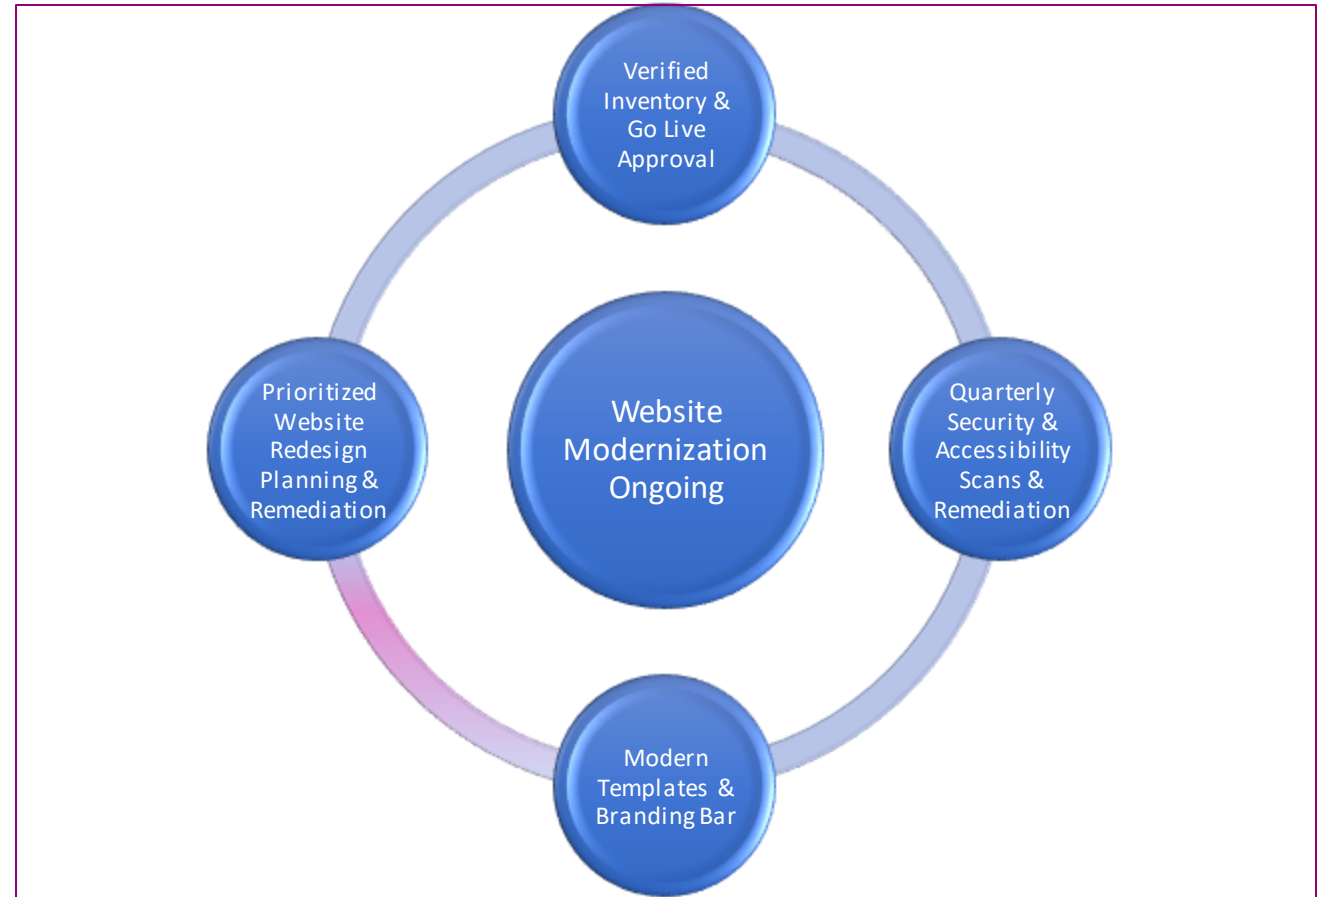 Verified
Inventory &
Go Live
Approval
Prioritized
Website
Redesign
Planning &
Remediation
Website
Modernization
Ongoing
Quarterly
Security &
Accessibility
Scans &
Remediation
Modern
Templates &
Branding Bar